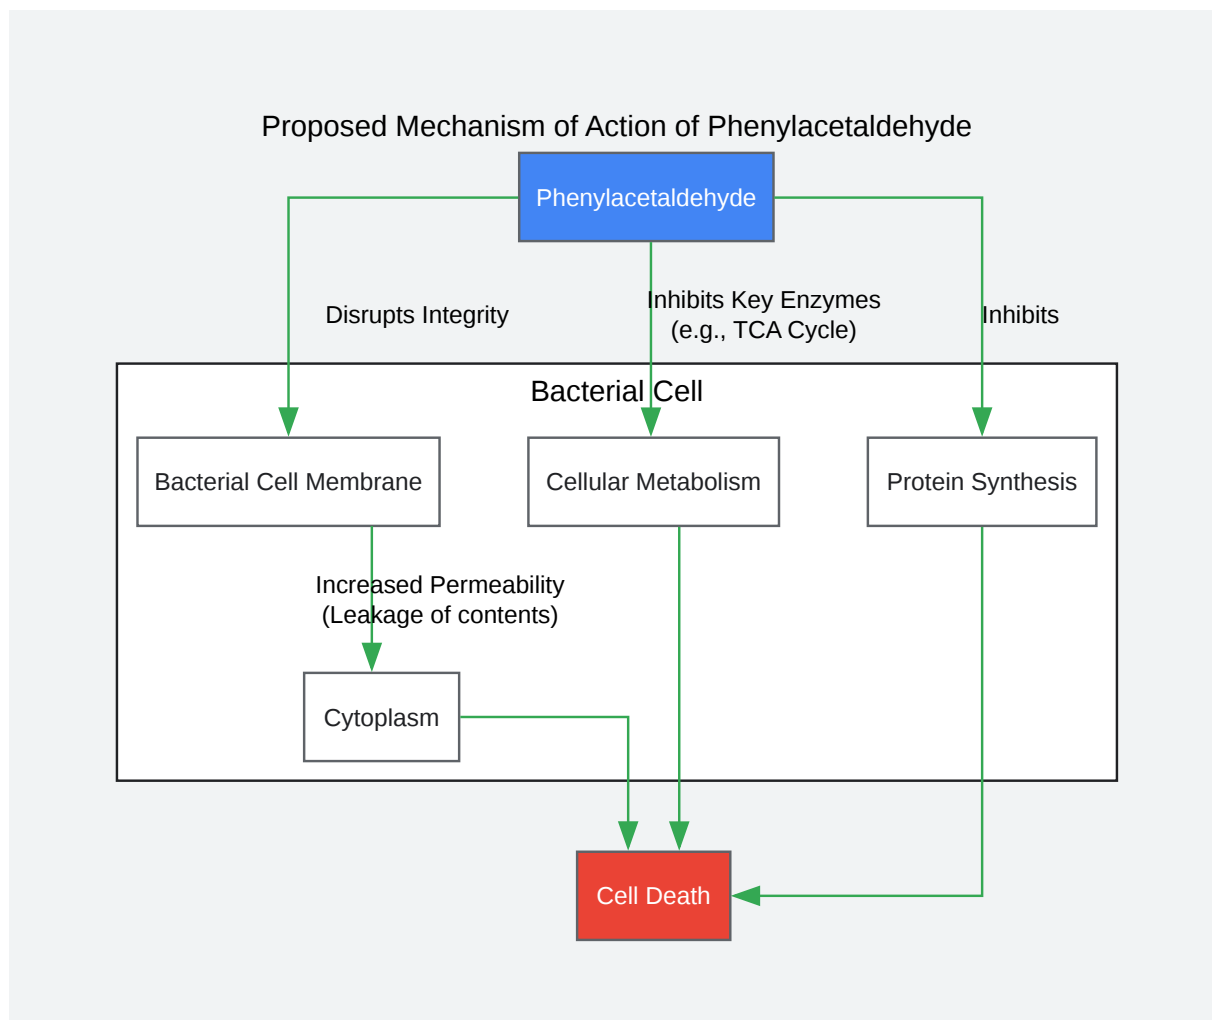 Proposed Mechanism of Action of Phenylacetaldehyde
Phenylacetaldehyde
Disrupts Integrity
Inhibits Key Enzymes
(e.g., TCA Cycle)
Inhibits
Bacterial Cell
Bacterial Cell Membrane
Cellular Metabolism
Protein Synthesis
Increased Permeability
(Leakage of contents)
Cytoplasm
Cell Death